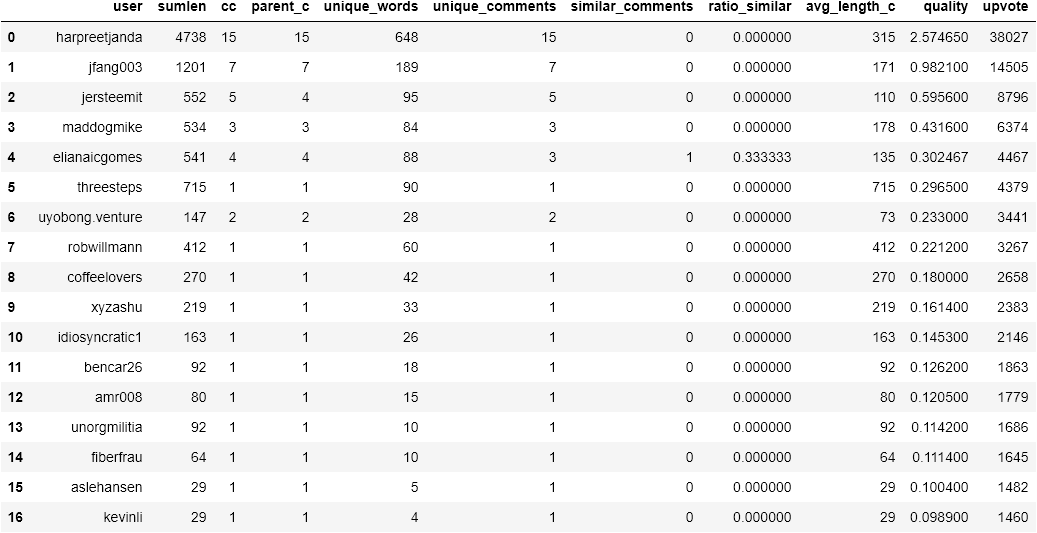 user sumlen cc parent_c unique_words unique_comments similar_comments ratio_similar avg_length_c quality upvote
0 harpreetjanda 4738 15 15 648 15 0 0.000000 315 2.574650 38027
1 jfang003 1201 7 7 189 7 0 0.000000 171 0.982100 14505
2 jersteemit 552 5 4 95 5 0 0.000000 110 0.595600 8796
3 maddogmike 534 3 3 84 3 0 0.000000 178 0.431600 6374
4 elianaicgomes 541 4 4 88 3 1 0.333333 135 0.302467 4467
5 threesteps 715 1 1 90 1 0 0.000000 715 0.296500 4379
6 uyobong.venture 147 2 2 28 2 0 0.000000 73 0.233000 3441
7 robwillmann 412 1 1 60 1 0 0.000000 412 0.221200 3267
8 coffeelovers 270 1 1 42 1 0 0.000000 270 0.180000 2658
9 xyzashu 219 1 1 33 1 0 0.000000 219 0.161400 2383
10 idiosyncratic1 163 1 1 26 1 0 0.000000 163 0.145300 2146
11 bencar26 92 1 1 18 1 0 0.000000 92 0.126200 1863
12 amr008 80 1 1 15 1 0 0.000000 80 0.120500 1779
13 unorgmilitia 92 1 1 10 1 0 0.000000 92 0.114200 1686
14 fiberfrau 64 1 1 10 1 0 0.000000 64 0.111400 1645
15 aslehansen 29 1 1 5 1 0 0.000000 29 0.100400 1482
16 kevinli 29 1 1 4 1 0 0.000000 29 0.098900 1460